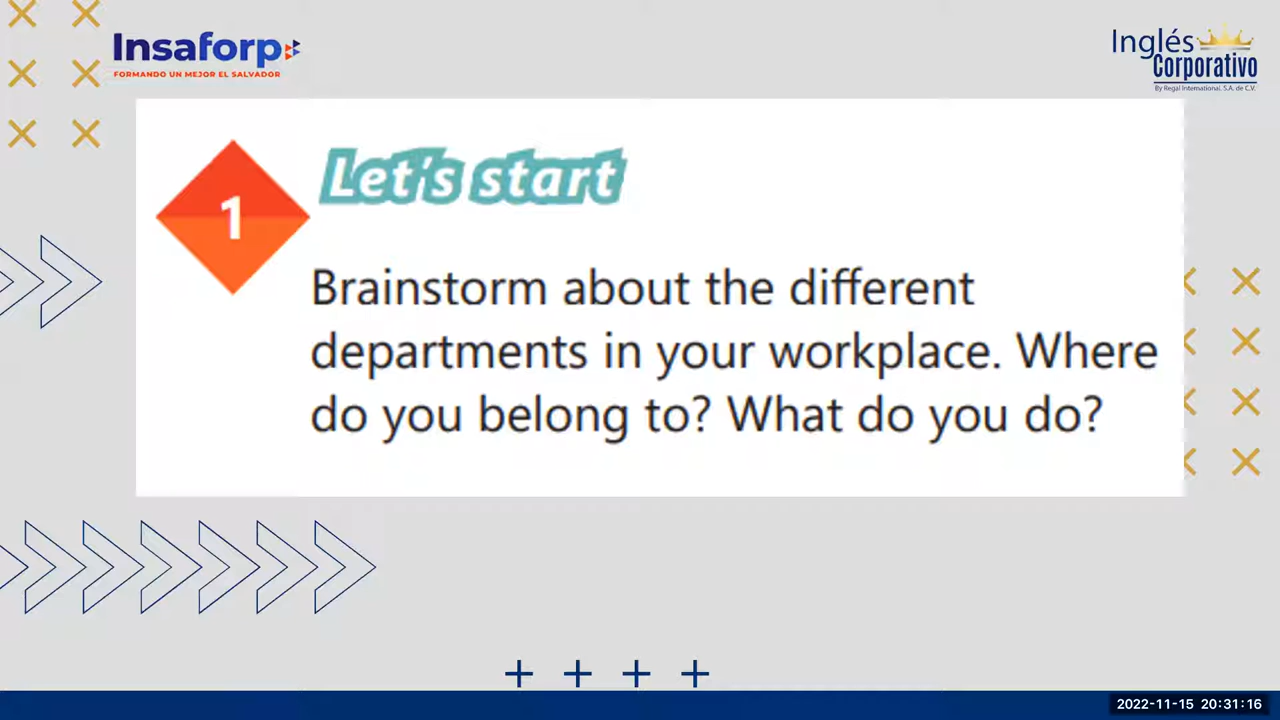 Insaforp
FORMANDO UN MEJOR EL SALVADOR
Inglés
Corporativo
By Regal International, S.A. de C.V.
1
Let's start
Brainstorm about the different
departments in your workplace. Where
do you belong to? What do you do?
2022-11-15 20:31:16